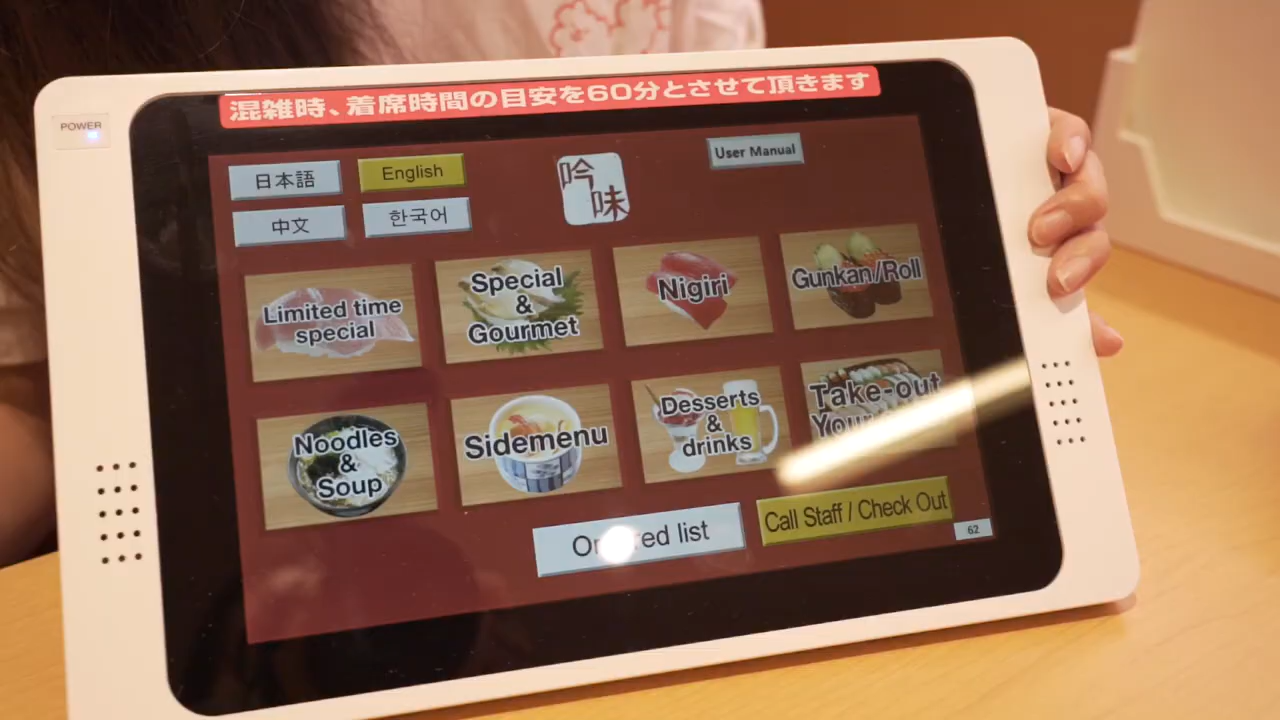 混雑時、着席時間の目安を60分とさせて頂きます
POWER
日本語
English
吟味
User Manual
中文
한국어
Limited time
special
Special
&
Gourmet
Nigiri
Gunkan/Roll
Noodles
&
Soup
Sidemenu
Desserts
&
drinks
Take-out
list
Call Staff / Check Out
62